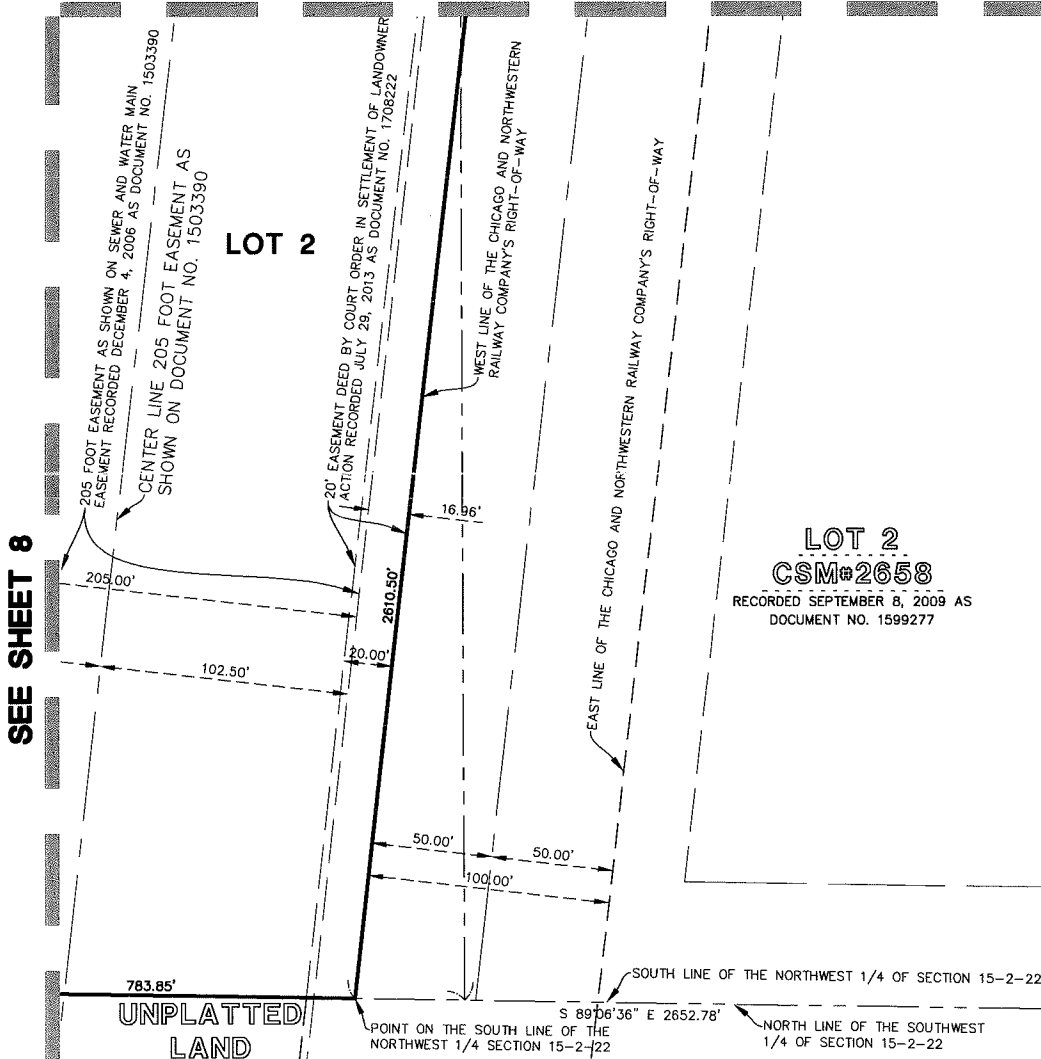 205 FOOT EASEMENT AS SHOWN ON SEWER AND WATER MAIN
EASEMENT RECORDED DECEMBER 4, 2006 AS DOCUMENT NO. 1503390
CENTER LINE 205 FOOT EASEMENT AS
SHOWN ON DOCUMENT NO. 1503390
LOT 2
20' EASEMENT DEED BY COURT ORDER IN SETTLEMENT OF LANDOWNER
ACTION RECORDED JULY 29, 2013 AS DOCUMENT NO. 1708222
WEST LINE OF THE CHICAGO AND NORTHWESTERN
RAILWAY COMPANY'S RIGHT-OF-WAY
EAST LINE OF THE CHICAGO AND NORTHWESTERN RAILWAY COMPANY'S RIGHT-OF-WAY
16.96'
LOT 2
CSM#2658
RECORDED SEPTEMBER 8, 2009 AS
DOCUMENT NO. 1599277
SEE SHEET 8
205.00'
2610.50'
20.00'
102.50'
50.00'
50.00'
100.00'
783.85'
UNPLATTED
LAND
SOUTH LINE OF THE NORTHWEST 1/4 OF SECTION 15-2-22
S 89°06'36" E 2652.78'
POINT ON THE SOUTH LINE OF THE
NORTHWEST 1/4 SECTION 15-2-22
NORTH LINE OF THE SOUTHWEST
1/4 OF SECTION 15-2-22